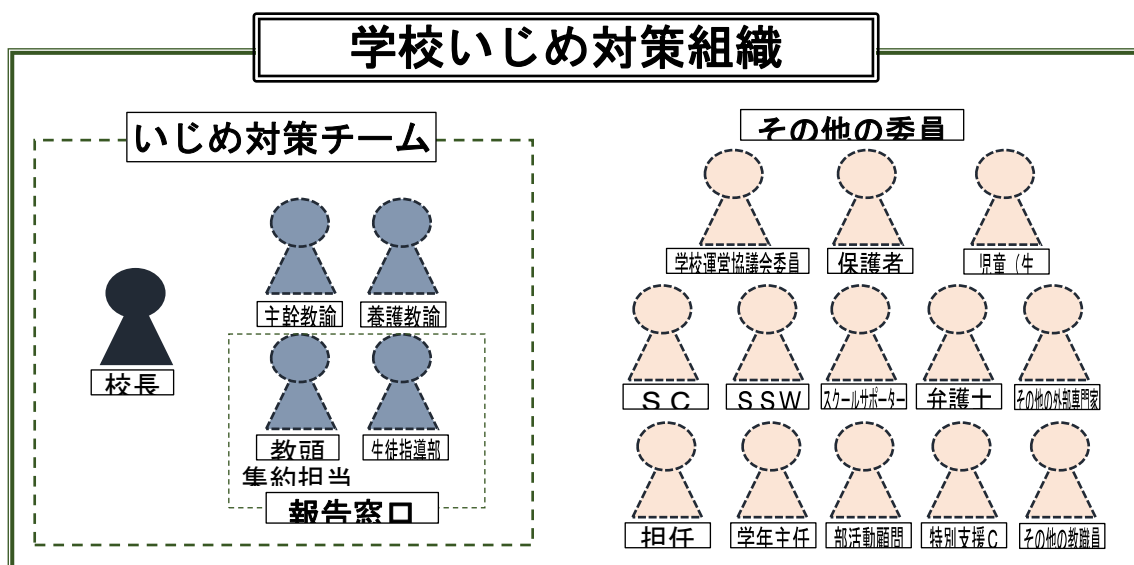 学校いじめ対策組織
いじめ対策チーム
その他の委員
学校運営協議会委員
保護者
児童（生
主幹教諭
養護教諭
校長
ＳＣ
ＳＳＷ
スクールサポーター
弁護士
その他の外部専門家
教頭
生徒指導部
集約担当
報告窓口
担任
学年主任
部活動顧問
特別支援Ｃ
その他の教職員